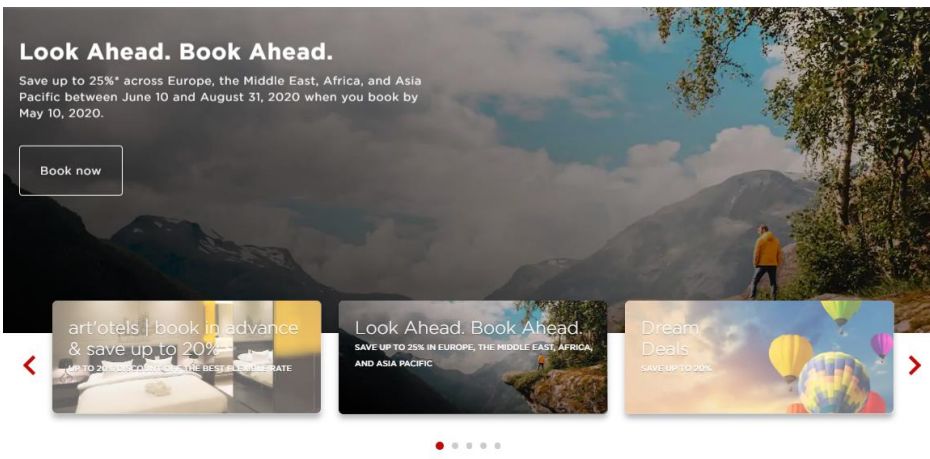 Look Ahead. Book Ahead.
Save up to 25%* across Europe, the Middle East, Africa, and Asia
Pacific between June 10 and August 31, 2020 when you book by
May 10, 2020.
Book now
art'otels | book in advance
& save up to 20%
UP TO 20% DISCOUNT OFF THE BEST FLEXIBLE RATE
Look Ahead. Book Ahead.
SAVE UP TO 25% IN EUROPE, THE MIDDLE EAST, AFRICA,
AND ASIA PACIFIC
Dream
Deals
SAVE UP TO 20%